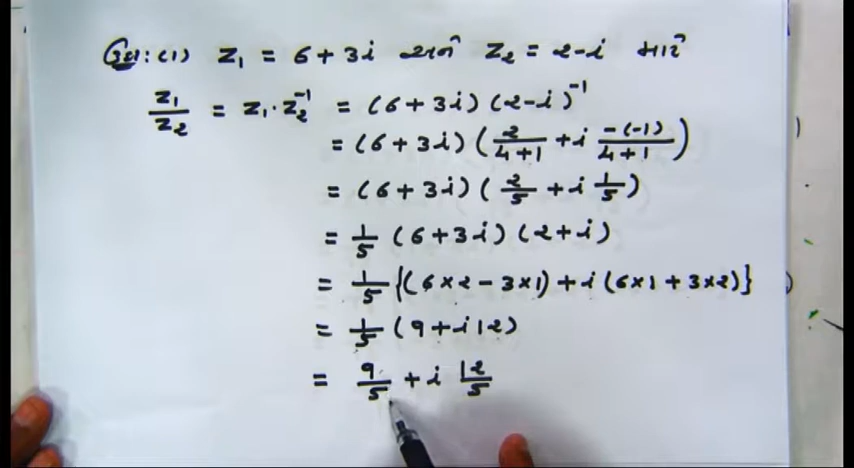 ઉદા: (1) z₁ = 6 + 3i અને z₂ = 2 - i માટે
z₁/z₂ = z₁ · z₂⁻¹ = (6 + 3i) (2 - i)⁻¹
= (6 + 3i) (2/(4+1) + i -(-1)/(4+1))
= (6 + 3i) (2/5 + i 1/5)
= 1/5 (6 + 3i) (2 + i)
= 1/5 {(6×2 - 3×1) + i (6×1 + 3×2)}
= 1/5 (9 + i12)
= 9/5 + i 12/5